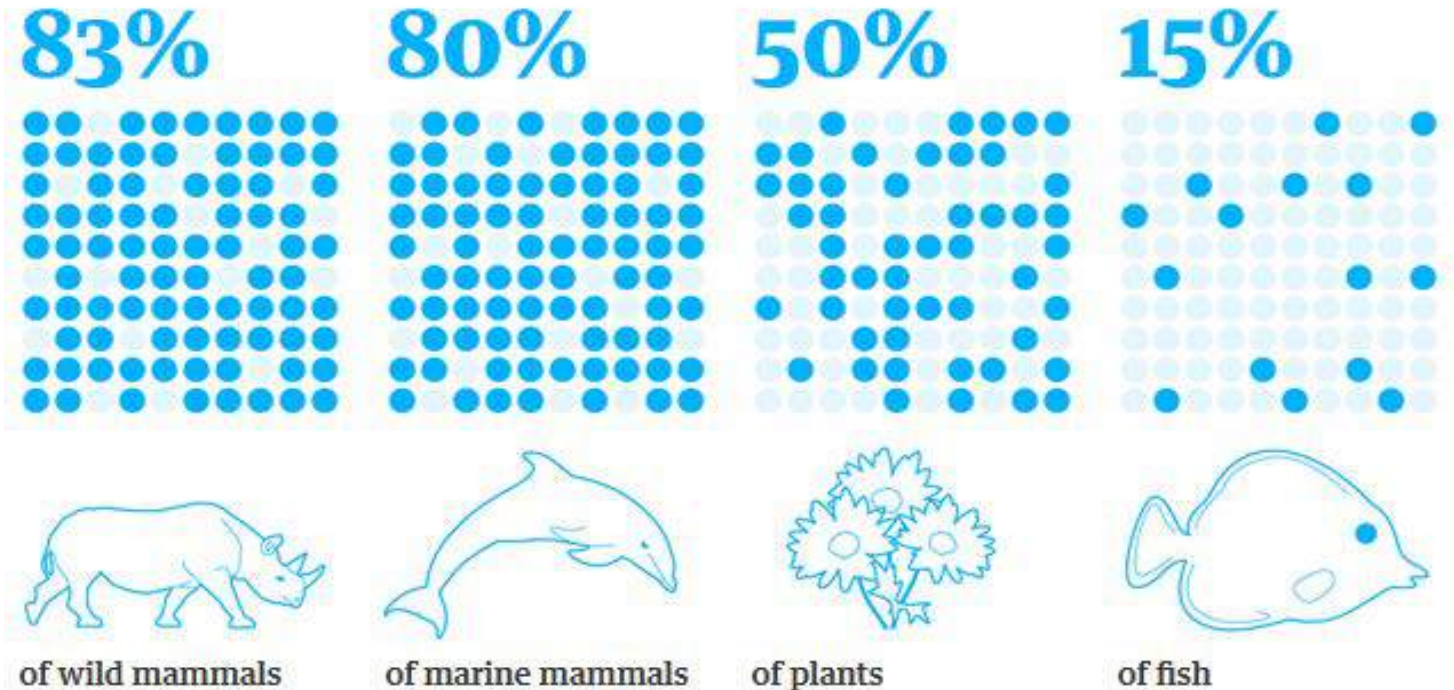 83%
80%
50%
15%
of wild mammals
of marine mammals
of plants
of fish